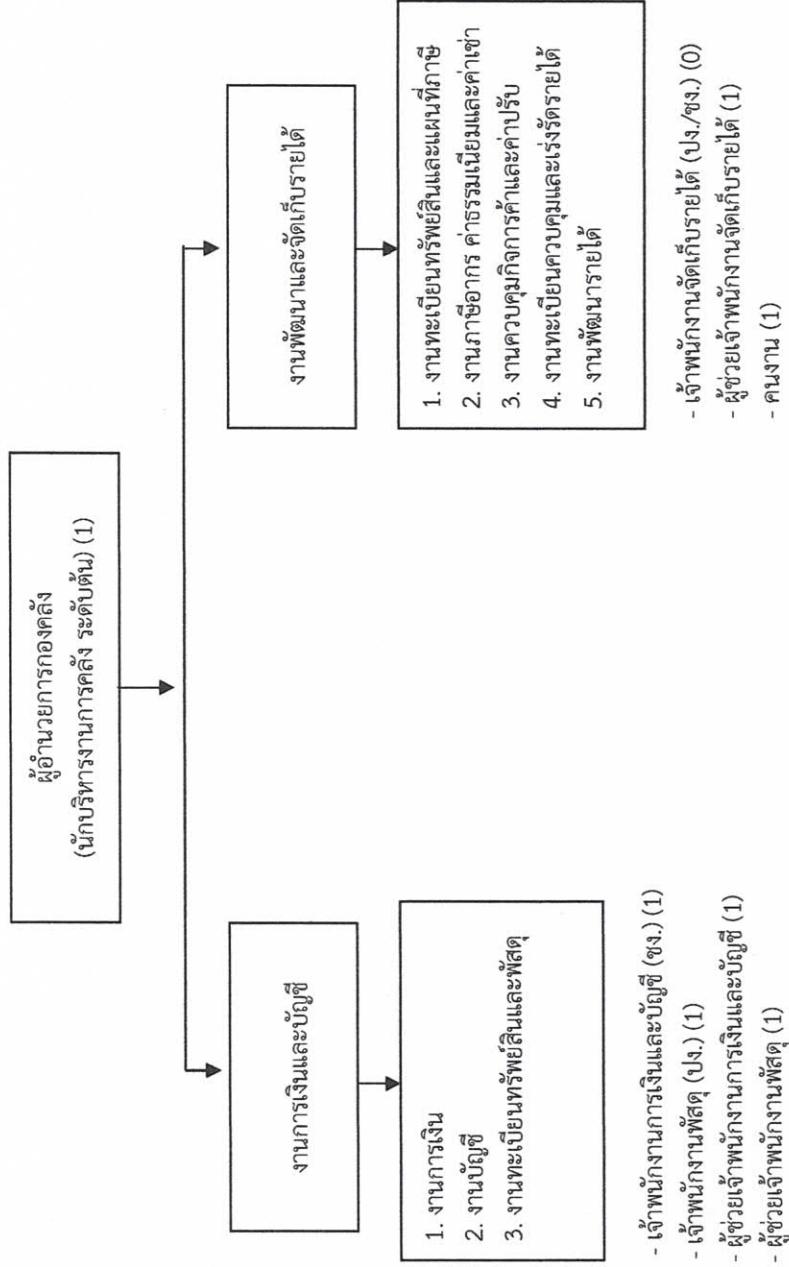 ผู้อำนวยการกองคลัง
(นักบริหารงานการคลัง ระดับต้น) (1)
งานการเงินและบัญชี
1. งานการเงิน
2. งานบัญชี
3. งานทะเบียนทรัพย์สินและพัสดุ
- เจ้าพนักงานการเงินและบัญชี (ชง.) (1)
- เจ้าพนักงานพัสดุ (ปง.) (1)
- ผู้ช่วยเจ้าพนักงานการเงินและบัญชี (1)
- ผู้ช่วยเจ้าพนักงานพัสดุ (1)
งานพัฒนาและจัดเก็บรายได้
1. งานทะเบียนทรัพย์สินและแผนที่ภาษี
2. งานภาษีอากร ค่าธรรมเนียมและค่าเช่า
3. งานควบคุมกิจการค้าและค่าปรับ
4. งานทะเบียนควบคุมและเร่งรัดรายได้
5. งานพัฒนารายได้
- เจ้าพนักงานจัดเก็บรายได้ (ปง./ชง.) (0)
- ผู้ช่วยเจ้าพนักงานจัดเก็บรายได้ (1)
- คนงาน (1)